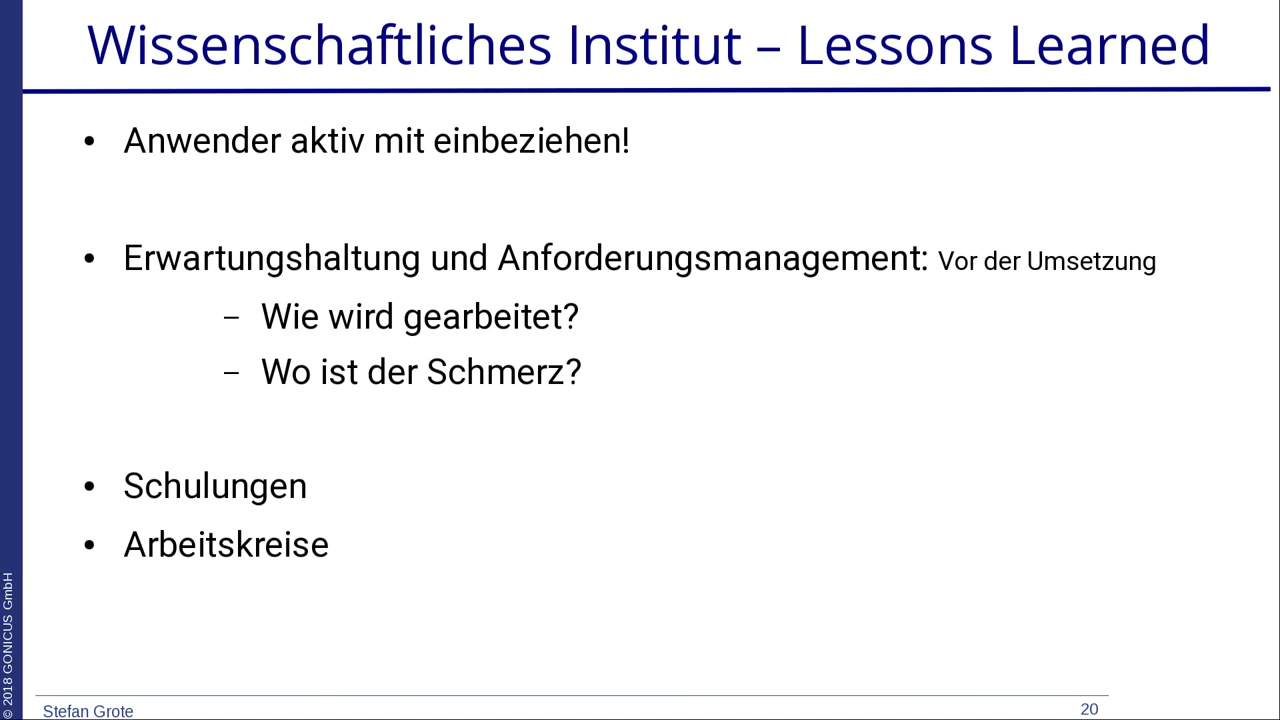 Wissenschaftliches Institut – Lessons Learned
• Anwender aktiv mit einbeziehen!
• Erwartungshaltung und Anforderungsmanagement: Vor der Umsetzung
– Wie wird gearbeitet?
– Wo ist der Schmerz?
• Schulungen
• Arbeitskreise
© 2018 GONICUS GmbH
Stefan Grote
20